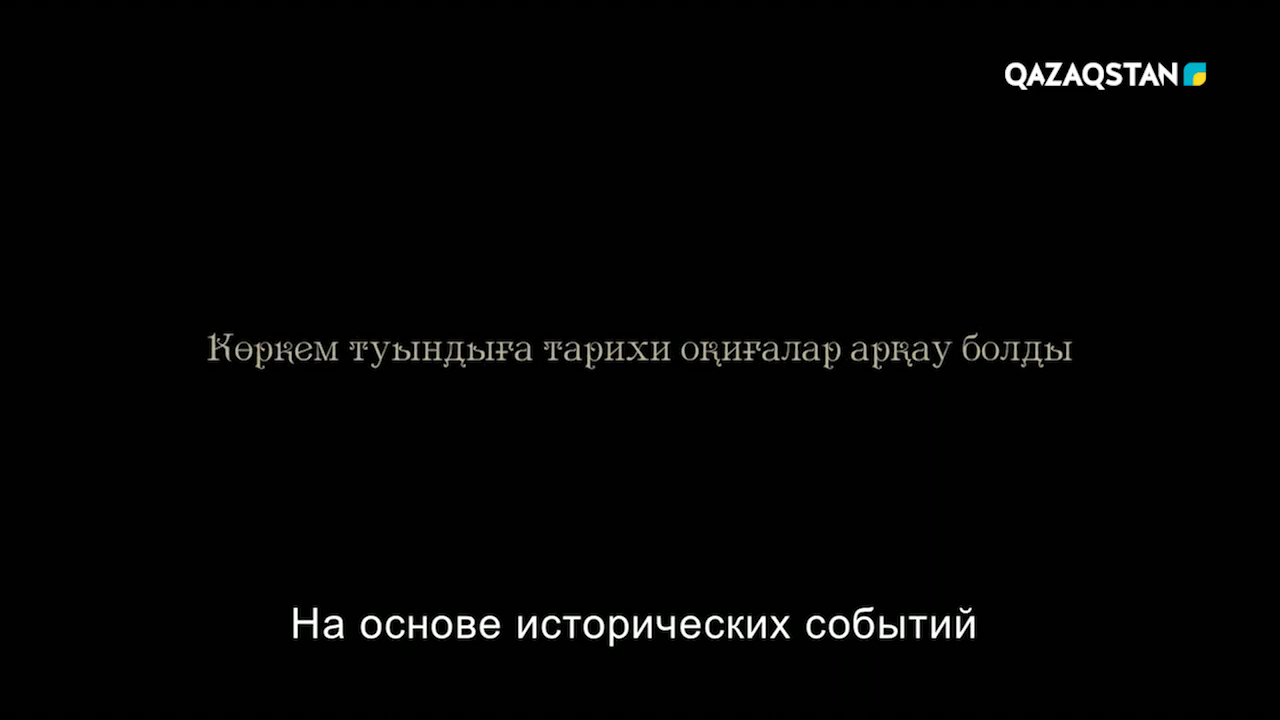 QAZAQSTAN
Көркем туындыға тарихи оқиғалар арқау болды
На основе исторических событий